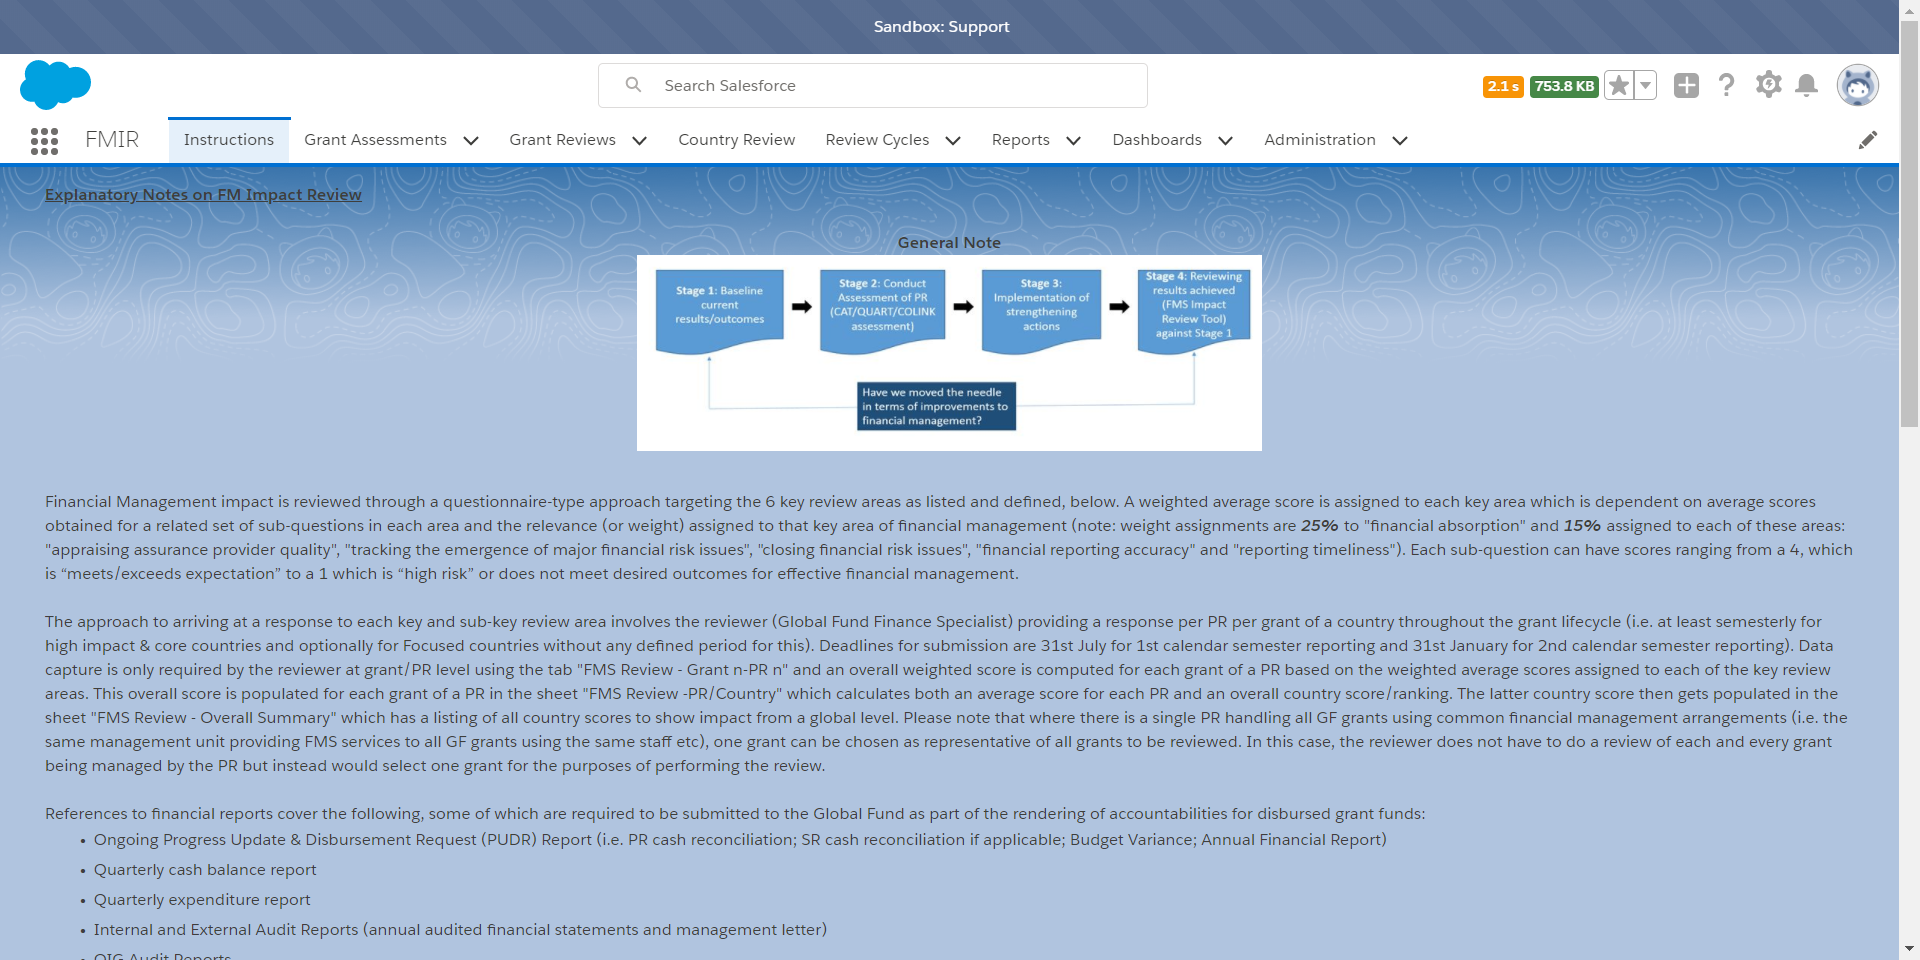 Sandbox: Support
Search Salesforce
2.1 s
753.8 KB
FMIR
Instructions
Grant Assessments
Grant Reviews
Country Review
Review Cycles
Reports
Dashboards
Administration
Explanatory Notes on FM Impact Review
General Note
Stage 1: Baseline
current
results/outcomes
Stage 2: Conduct
Assessment of PR
(CAT/QUART/COLINK
assessment)
Stage 3:
Implementation of
strengthening
actions
Stage 4: Reviewing
results achieved
(FMS Impact
Review Tool)
against Stage 1
Have we moved the needle
in terms of improvements to
financial management?
Financial Management impact is reviewed through a questionnaire-type approach targeting the 6 key review areas as listed and defined, below. A weighted average score is assigned to each key area which is dependent on average scores
obtained for a related set of sub-questions in each area and the relevance (or weight) assigned to that key area of financial management (note: weight assignments are 25% to "financial absorption" and 15% assigned to each of these areas:
"appraising assurance provider quality", "tracking the emergence of major financial risk issues", "closing financial risk issues", "financial reporting accuracy" and "reporting timeliness"). Each sub-question can have scores ranging from a 4, which
is “meets/exceeds expectation” to a 1 which is “high risk” or does not meet desired outcomes for effective financial management.
The approach to arriving at a response to each key and sub-key review area involves the reviewer (Global Fund Finance Specialist) providing a response per PR per grant of a country throughout the grant lifecycle (i.e. at least semesterly for
high impact & core countries and optionally for Focused countries without any defined period for this). Deadlines for submission are 31st July for 1st calendar semester reporting and 31st January for 2nd calendar semester reporting). Data
capture is only required by the reviewer at grant/PR level using the tab "FMS Review - Grant n-PR n" and an overall weighted score is computed for each grant of a PR based on the weighted average scores assigned to each of the key review
areas. This overall score is populated for each grant of a PR in the sheet "FMS Review -PR/Country" which calculates both an average score for each PR and an overall country score/ranking. The latter country score then gets populated in the
sheet "FMS Review - Overall Summary" which has a listing of all country scores to show impact from a global level. Please note that where there is a single PR handling all GF grants using common financial management arrangements (i.e. the
same management unit providing FMS services to all GF grants using the same staff etc), one grant can be chosen as representative of all grants to be reviewed. In this case, the reviewer does not have to do a review of each and every grant
being managed by the PR but instead would select one grant for the purposes of performing the review.
References to financial reports cover the following, some of which are required to be submitted to the Global Fund as part of the rendering of accountabilities for disbursed grant funds:
• Ongoing Progress Update & Disbursement Request (PUDR) Report (i.e. PR cash reconciliation; SR cash reconciliation if applicable; Budget Variance; Annual Financial Report)
• Quarterly cash balance report
• Quarterly expenditure report
• Internal and External Audit Reports (annual audited financial statements and management letter)
• OIG Audit Reports